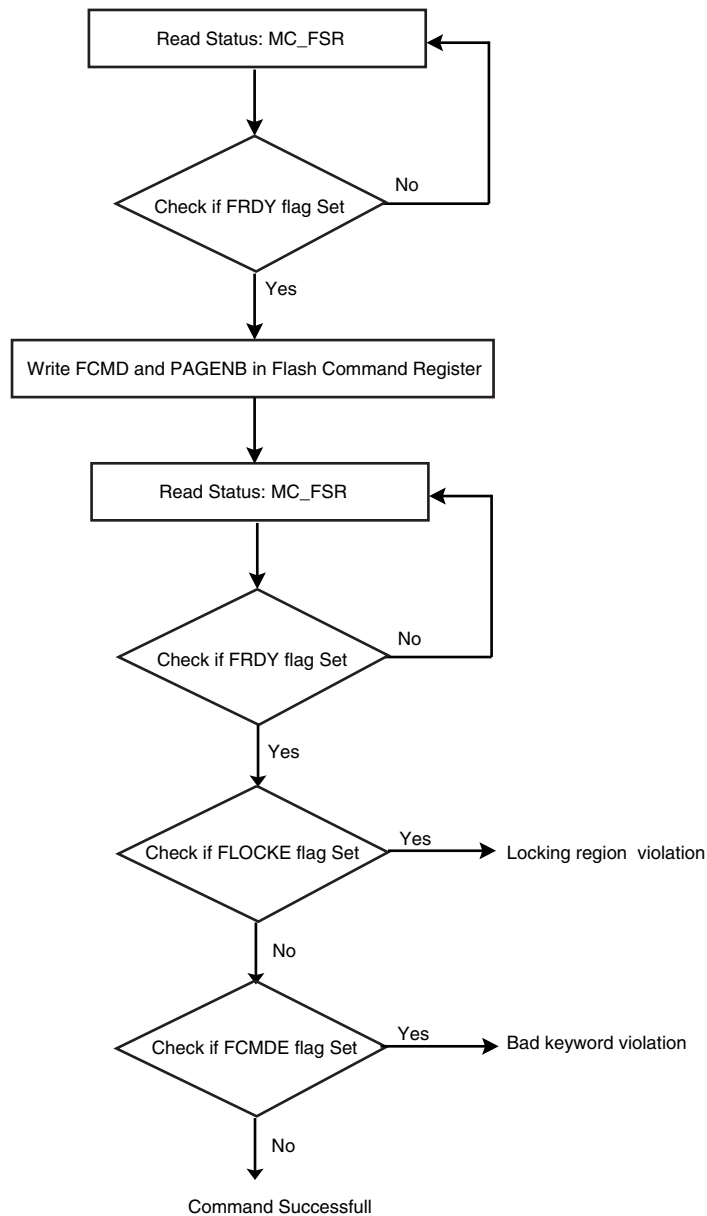 Read Status: MC_FSR
Check if FRDY flag Set
No
Yes
Write FCMD and PAGENB in Flash Command Register
Read Status: MC_FSR
Check if FRDY flag Set
No
Yes
Check if FLOCKE flag Set
Yes
Locking region violation
No
Check if FCMDE flag Set
Yes
Bad keyword violation
No
Command Successfull